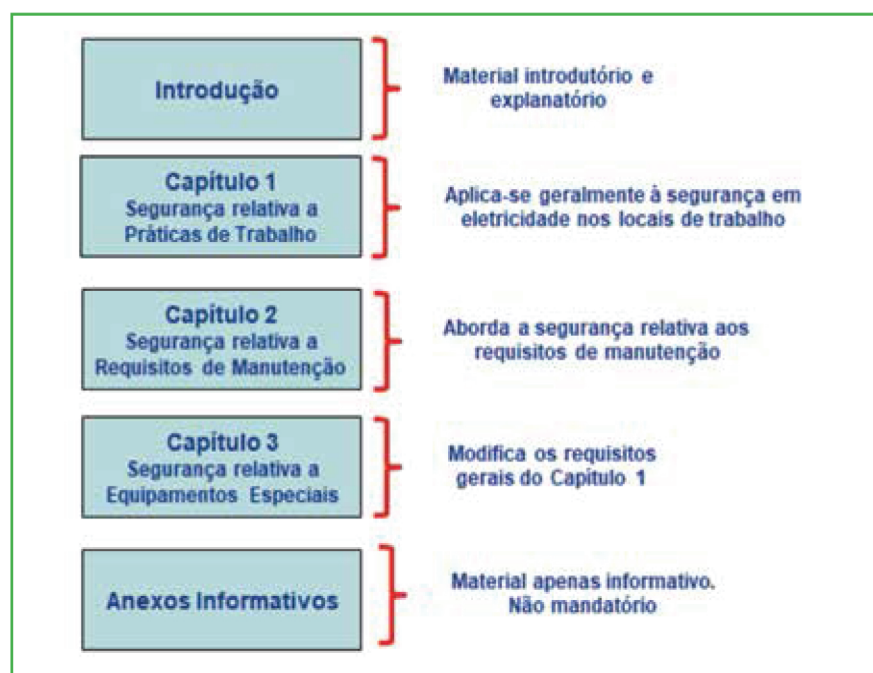 Introdução
Material introdutório e
explanatório
Capítulo 1
Segurança relativa a
Práticas de Trabalho
Aplica-se geralmente à segurança em
eletricidade nos locais de trabalho
Capítulo 2
Segurança relativa a
Requisitos de Manutenção
Aborda a segurança relativa aos
requisitos de manutenção
Capítulo 3
Segurança relativa a
Equipamentos Especiais
Modifica os requisitos
gerais do Capítulo 1
Anexos Informativos
Material apenas informativo.
Não mandatório